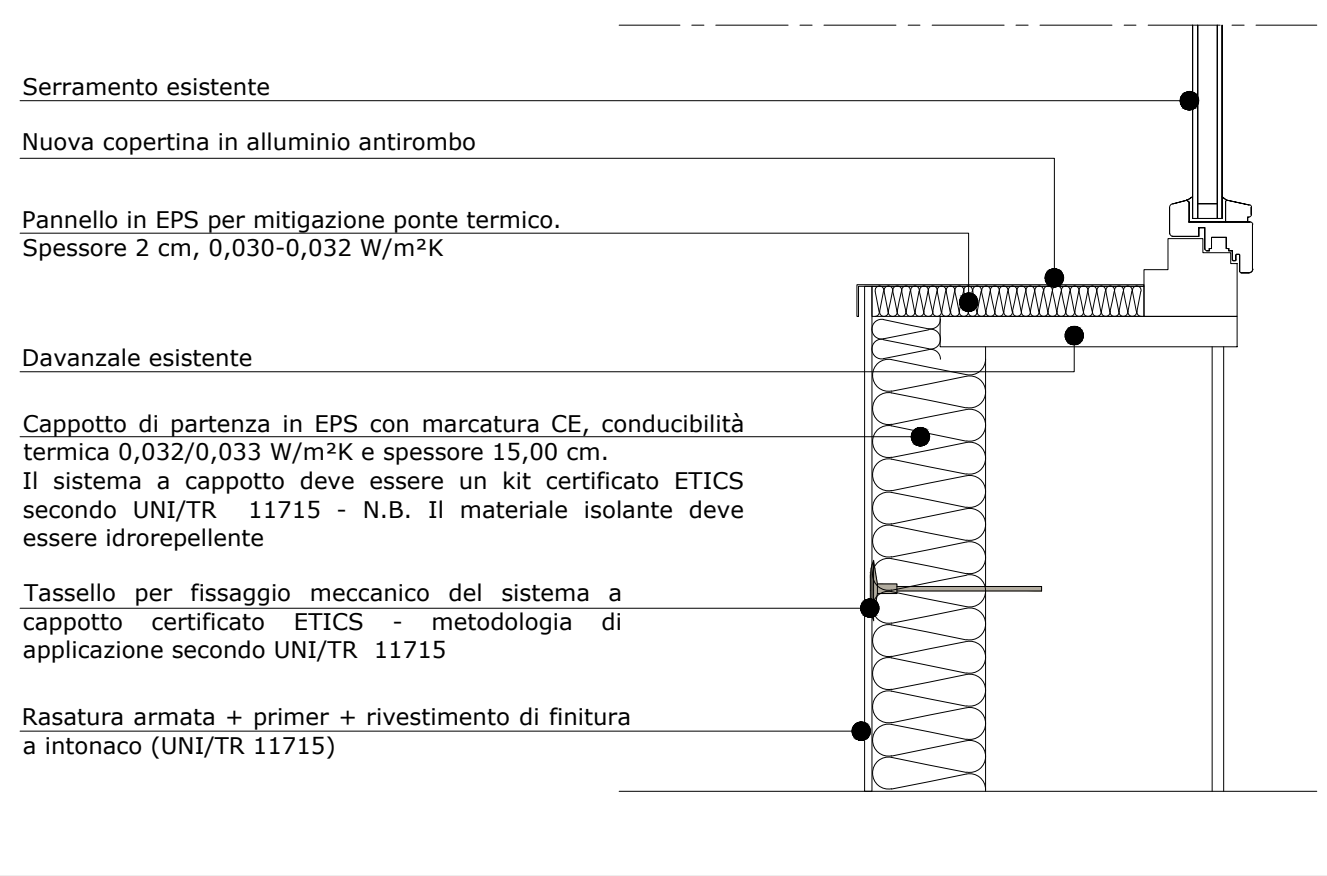 Serramento esistente
Nuova copertina in alluminio antirombo
Pannello in EPS per mitigazione ponte termico.
Spessore 2 cm, 0,030-0,032 W/m²K
Davanzale esistente
Cappotto di partenza in EPS con marcatura CE, conducibilità
termica 0,032/0,033 W/m²K e spessore 15,00 cm.
Il sistema a cappotto deve essere un kit certificato ETICS
secondo UNI/TR 11715 - N.B. Il materiale isolante deve
essere idrorepellente
Tassello per fissaggio meccanico del sistema a
cappotto certificato ETICS - metodologia di
applicazione secondo UNI/TR 11715
Rasatura armata + primer + rivestimento di finitura
a intonaco (UNI/TR 11715)